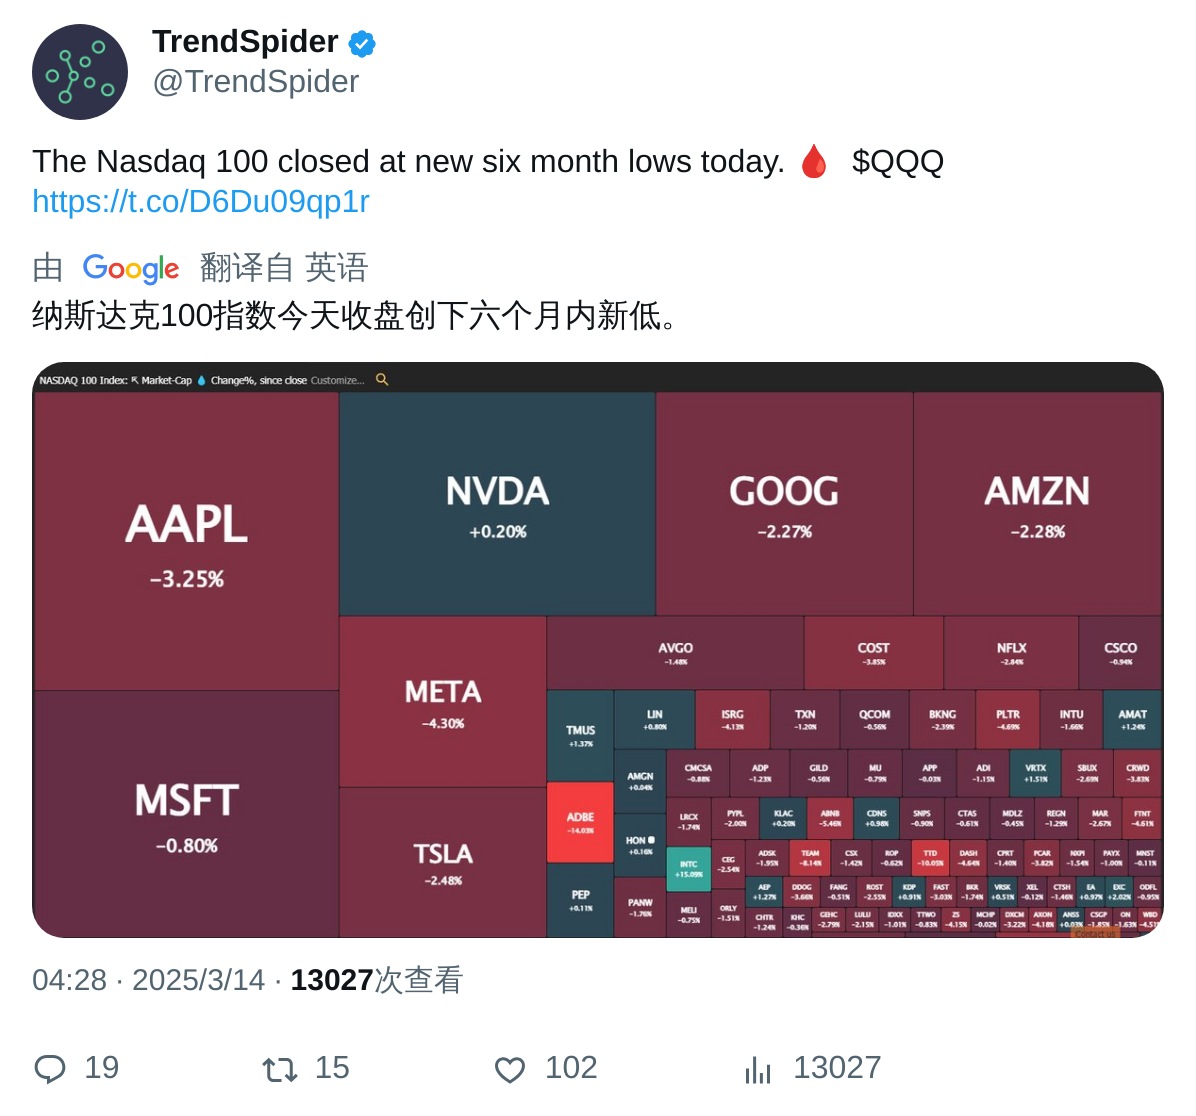 TrendSpider
@TrendSpider
The Nasdaq 100 closed at new six month lows today. 🩸 $QQQ
https://t.co/D6Du09qp1r
由 Google 翻译自 英语
纳斯达克100指数今天收盘创下六个月内新低。
NASDAQ 100 Index: Market-Cap Change%, since close Customize...
AAPL
−3.25%
NVDA
+0.20%
GOOG
−2.27%
AMZN
−2.28%
MSFT
−0.80%
META
−4.30%
TSLA
−2.48%
AVGO
−1.48%
COST
−3.85%
NFLX
−2.84%
CSCO
−0.94%
TMUS
+1.37%
ADBE
−14.03%
PEP
+0.11%
LIN
+0.80%
ISRG
−4.13%
TXN
−1.20%
QCOM
−0.56%
BKNG
−2.39%
PLTR
−4.69%
INTU
−1.66%
AMAT
+1.24%
AMGN
+0.04%
HON
+0.16%
PANW
−1.76%
CMCSA
−0.88%
ADP
−1.23%
GILD
−0.56%
MU
−0.79%
APP
−0.03%
ADI
−1.15%
VRTX
+1.51%
SBUX
−2.69%
CRWD
−3.83%
LRCX
−1.74%
PYPL
−2.00%
KLAC
+0.20%
ABNB
−5.46%
CDNS
+0.98%
SNPS
−0.90%
CTAS
−0.61%
MDLZ
−0.45%
REGN
−1.29%
MAR
−2.67%
FTNT
−4.61%
INTC
+15.09%
CEG
−2.54%
ADSK
−1.95%
TEAM
−8.14%
CSX
−1.42%
ROP
−0.62%
TTD
−10.05%
DASH
−4.64%
CPRT
−1.40%
PCAR
−3.82%
NXPI
−1.54%
PAYX
−1.00%
MNST
−0.11%
MELI
−0.75%
ORLY
−1.51%
AEP
+1.27%
DDOG
−3.66%
FANG
−0.51%
ROST
−2.55%
KDP
+0.91%
FAST
−3.03%
BKR
−1.74%
VRSK
+0.51%
XEL
−0.12%
CTSH
−1.46%
EA
+0.97%
EXC
+2.02%
ODFL
−0.95%
CHTR
−1.24%
KHC
−0.36%
GEHC
−2.79%
LULU
−2.15%
IDXX
−1.01%
TTWO
−0.83%
ZS
−4.15%
MCHP
−0.02%
DXCM
−3.22%
AXON
−4.18%
ANSS
+0.03%
CSGP
−1.85%
ON
−1.63%
WBD
Contact us
04:28 · 2025/3/14 · 13027次查看
19 15 102 13027